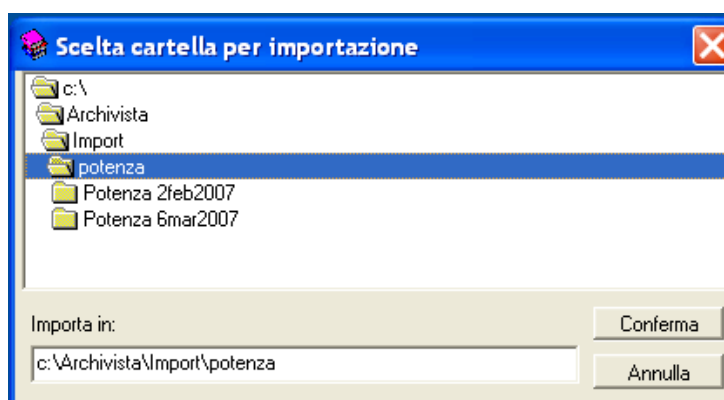 Scelta cartella per importazione
c:\
Archivista
Import
potenza
Potenza 2feb2007
Potenza 6mar2007
Importa in:
Conferma
c:\Archivista\Import\potenza
Annulla